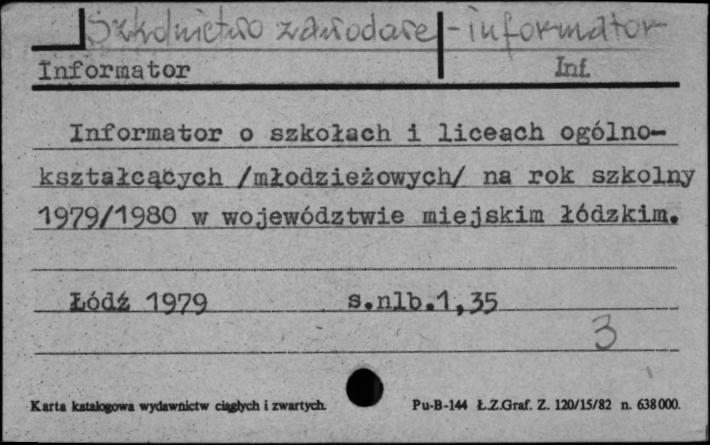 Szkolnictwo zawodowe - informator
Informator Inf.
Informator o szkołach i liceach ogólno-
kształcących /młodzieżowych/ na rok szkolny
1979/1980 w województwie miejskim łódzkim.
Łódź 1979 s.nlb.1,35
3
Karta katalogowa wydawnictw ciągłych i zwartych. Pu-B-144 Ł.Z.Graf. Z. 120/15/82 n. 638000.